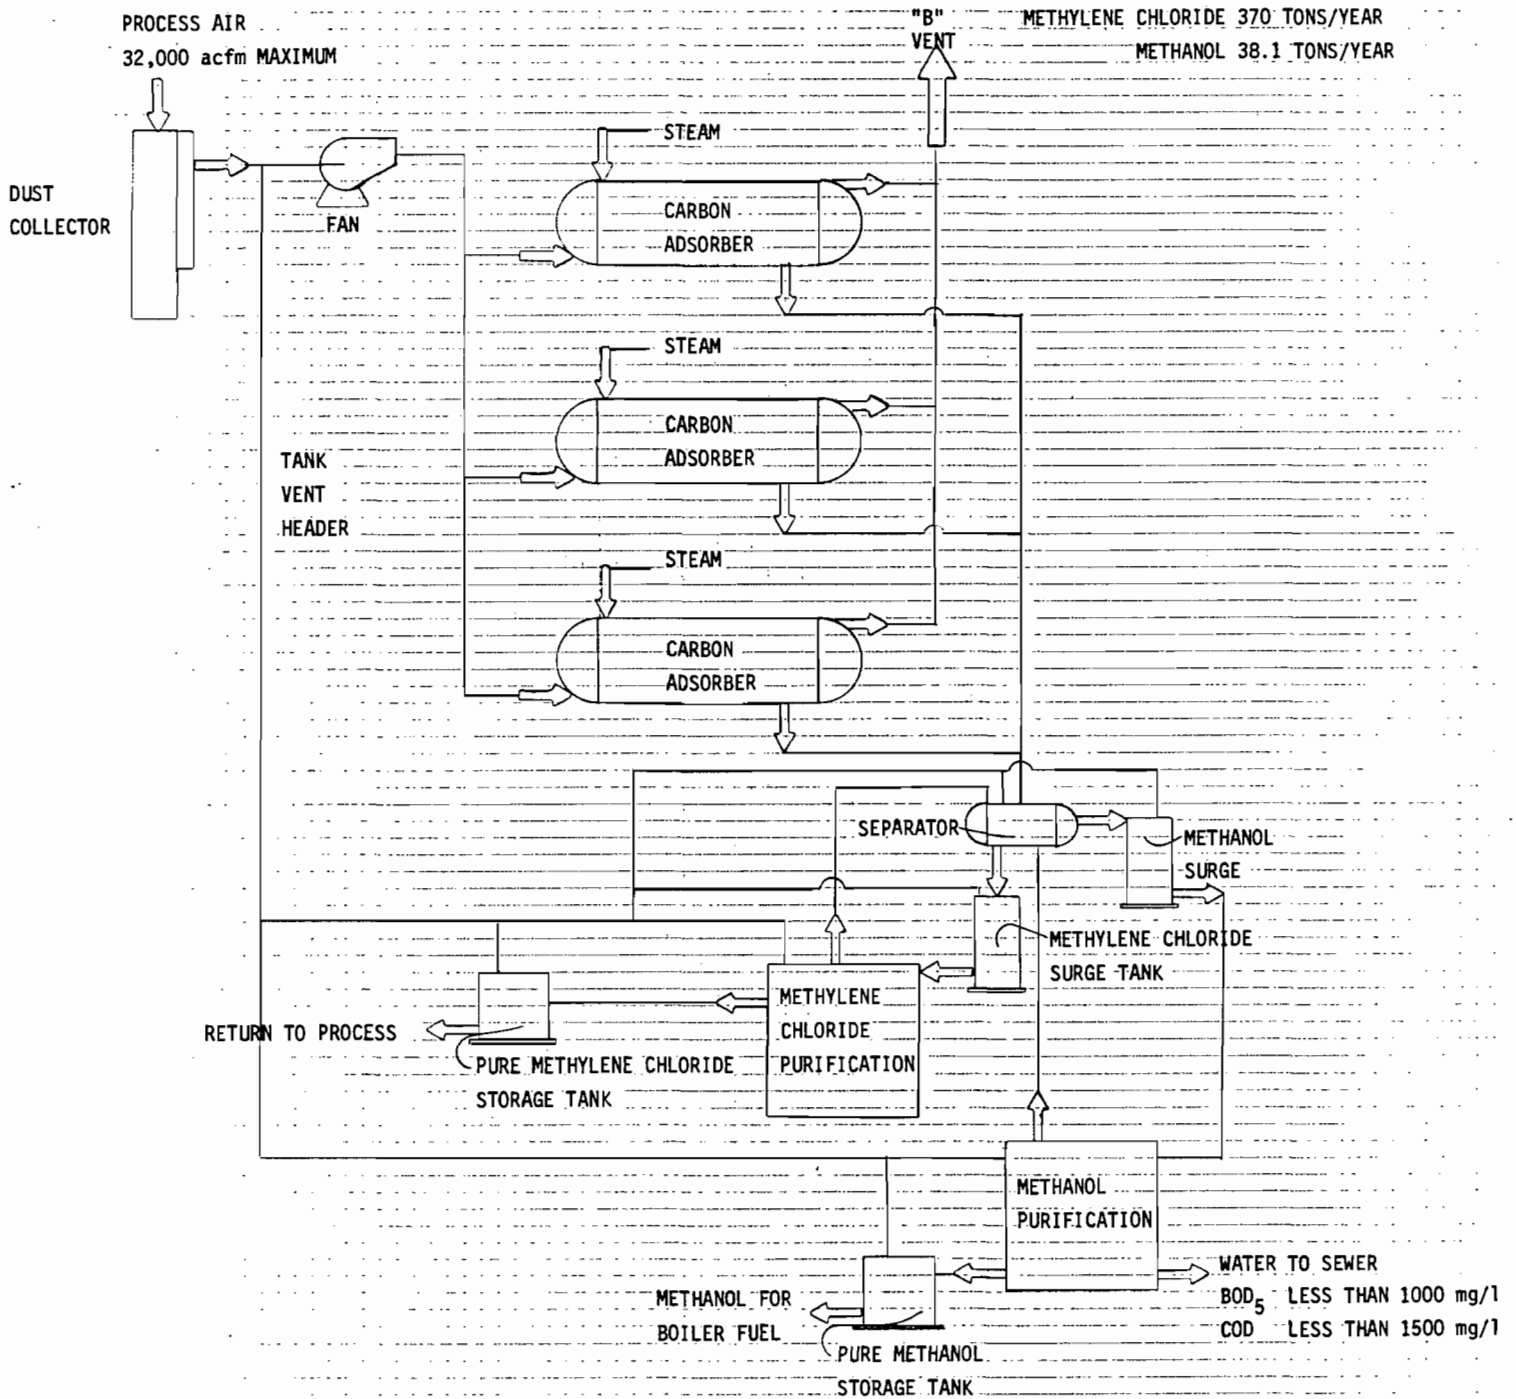 PROCESS AIR
32,000 acfm MAXIMUM
"B"
VENT
METHYLENE CHLORIDE 370 TONS/YEAR
METHANOL 38.1 TONS/YEAR
DUST
COLLECTOR
FAN
STEAM
CARBON
ADSORBER
STEAM
CARBON
ADSORBER
TANK
VENT
HEADER
STEAM
CARBON
ADSORBER
SEPARATOR
METHANOL
SURGE
METHYLENE CHLORIDE
SURGE TANK
METHYLENE
CHLORIDE
PURIFICATION
RETURN TO PROCESS
PURE METHYLENE CHLORIDE
STORAGE TANK
METHANOL
PURIFICATION
WATER TO SEWER
BOD5 LESS THAN 1000 mg/l
COD LESS THAN 1500 mg/l
METHANOL FOR
BOILER FUEL
PURE METHANOL
STORAGE TANK